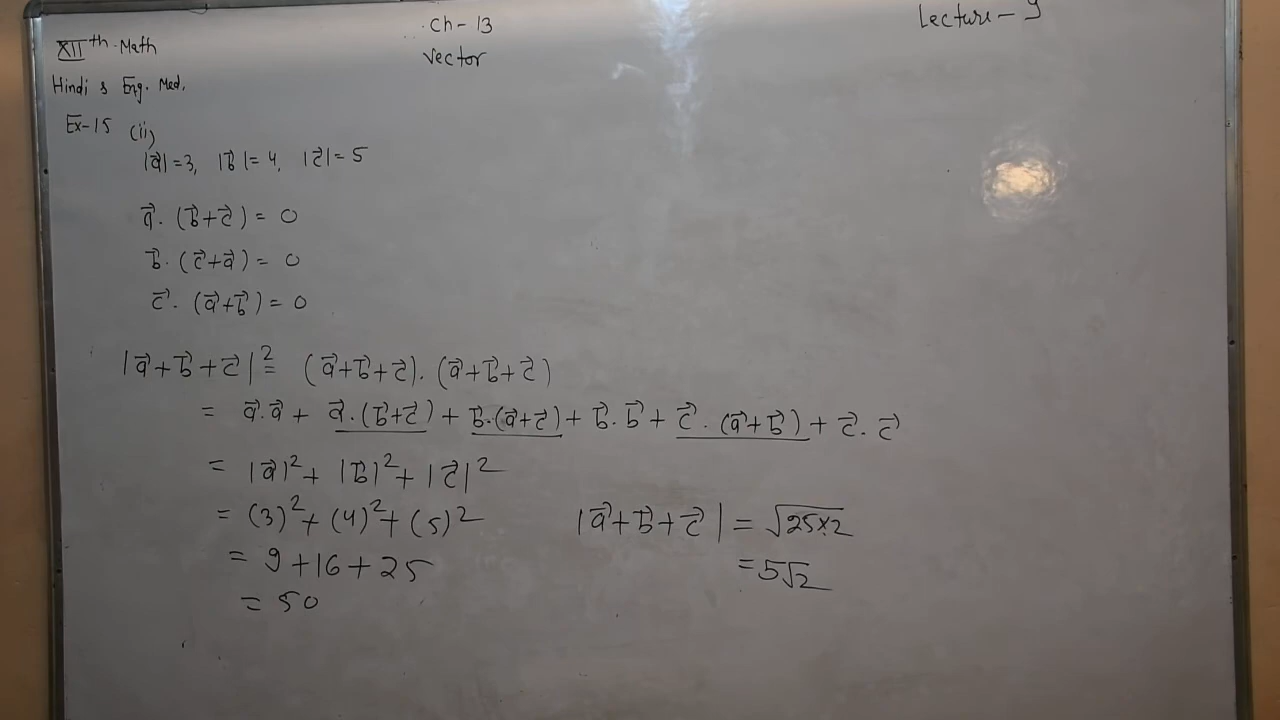 XIIth Math
Ch-13
Lecture-9
Vector
Hindi & Eng. Med.
Ex-15 (ii)
|a⃗|=3, |b⃗|=4, |c⃗|=5
a⃗.(b⃗+c⃗)=0
b⃗.(c⃗+a⃗)=0
c⃗.(a⃗+b⃗)=0
|a⃗+b⃗+c⃗|²= (a⃗+b⃗+c⃗).(a⃗+b⃗+c⃗)
= a⃗.a⃗ + a⃗.(b⃗+c⃗) + b⃗.(a⃗+c⃗) + b⃗.b⃗ + c⃗.(a⃗+b⃗) + c⃗.c⃗
= |a⃗|²+ |b⃗|²+ |c⃗|²
= (3)²+(4)²+(5)²
|a⃗+b⃗+c⃗| = √25×2
= 9+16+25
=5√2
= 50